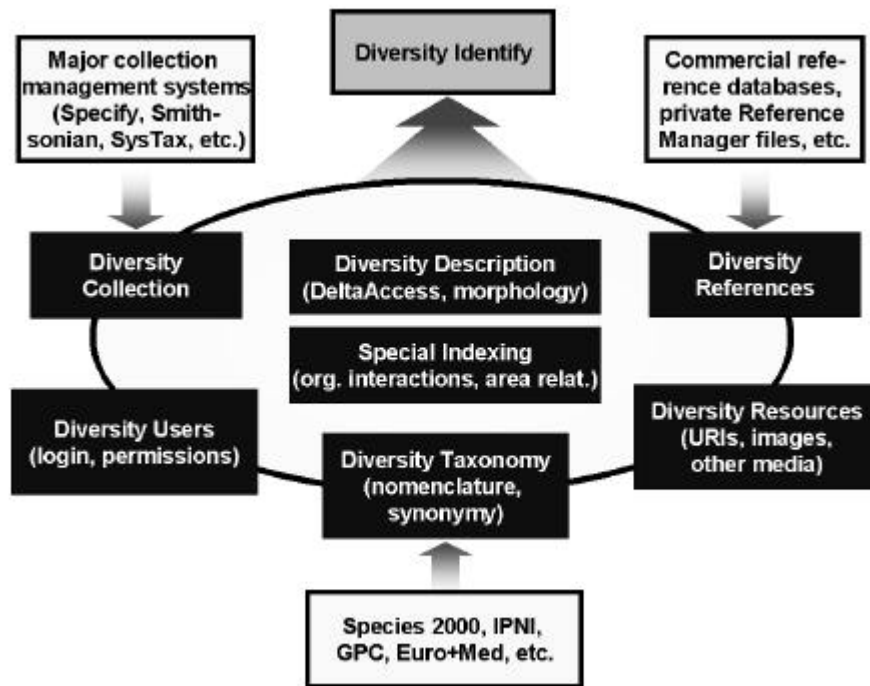 Major collection
management systems
(Specify, Smith-
sonian, SysTax, etc.)
Diversity Identify
Commercial refe-
rence databases,
private Reference
Manager files, etc.
Diversity
Collection
Diversity Description
(DeltaAccess, morphology)
Diversity
References
Special Indexing
(org. interactions, area relat.)
Diversity Users
(login, permissions)
Diversity Taxonomy
(nomenclature,
synonymy)
Diversity Resources
(URIs, images,
other media)
Species 2000, IPNI,
GPC, Euro+Med, etc.